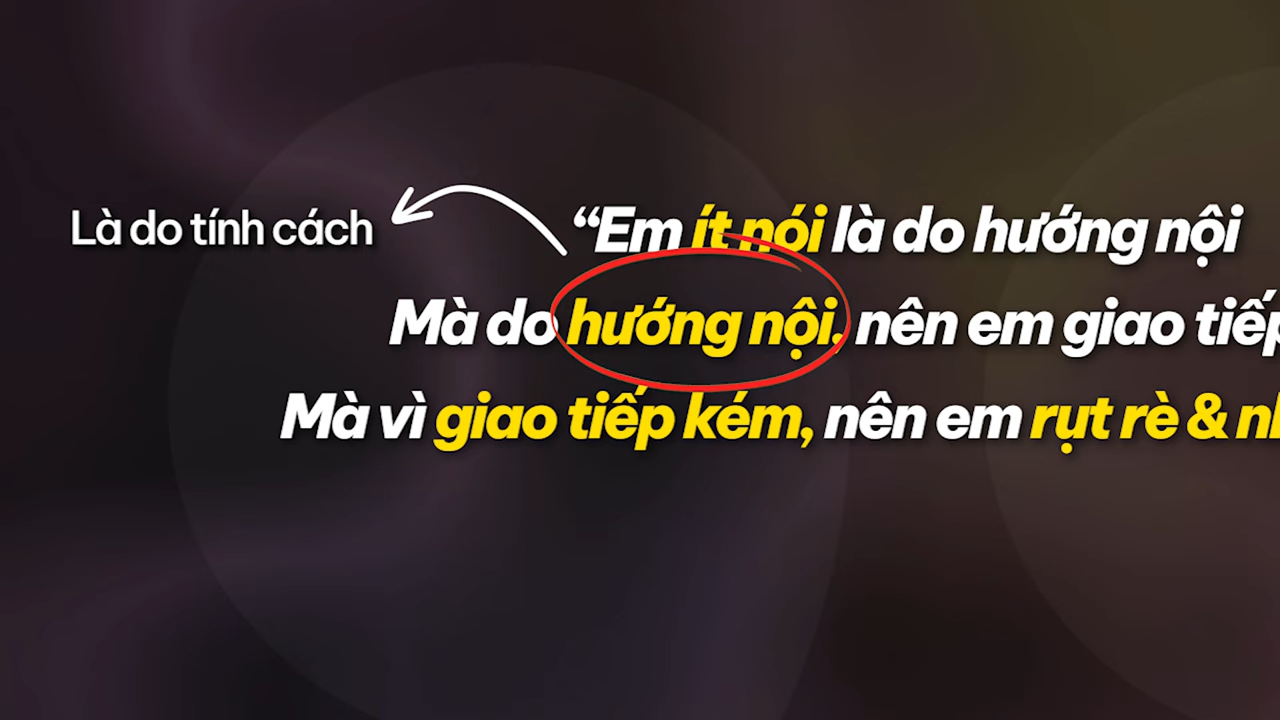 Là do tính cách
“Em ít nói là do hướng nội
Mà do hướng nội, nên em giao tiếp
Mà vì giao tiếp kém, nên em rụt rè &